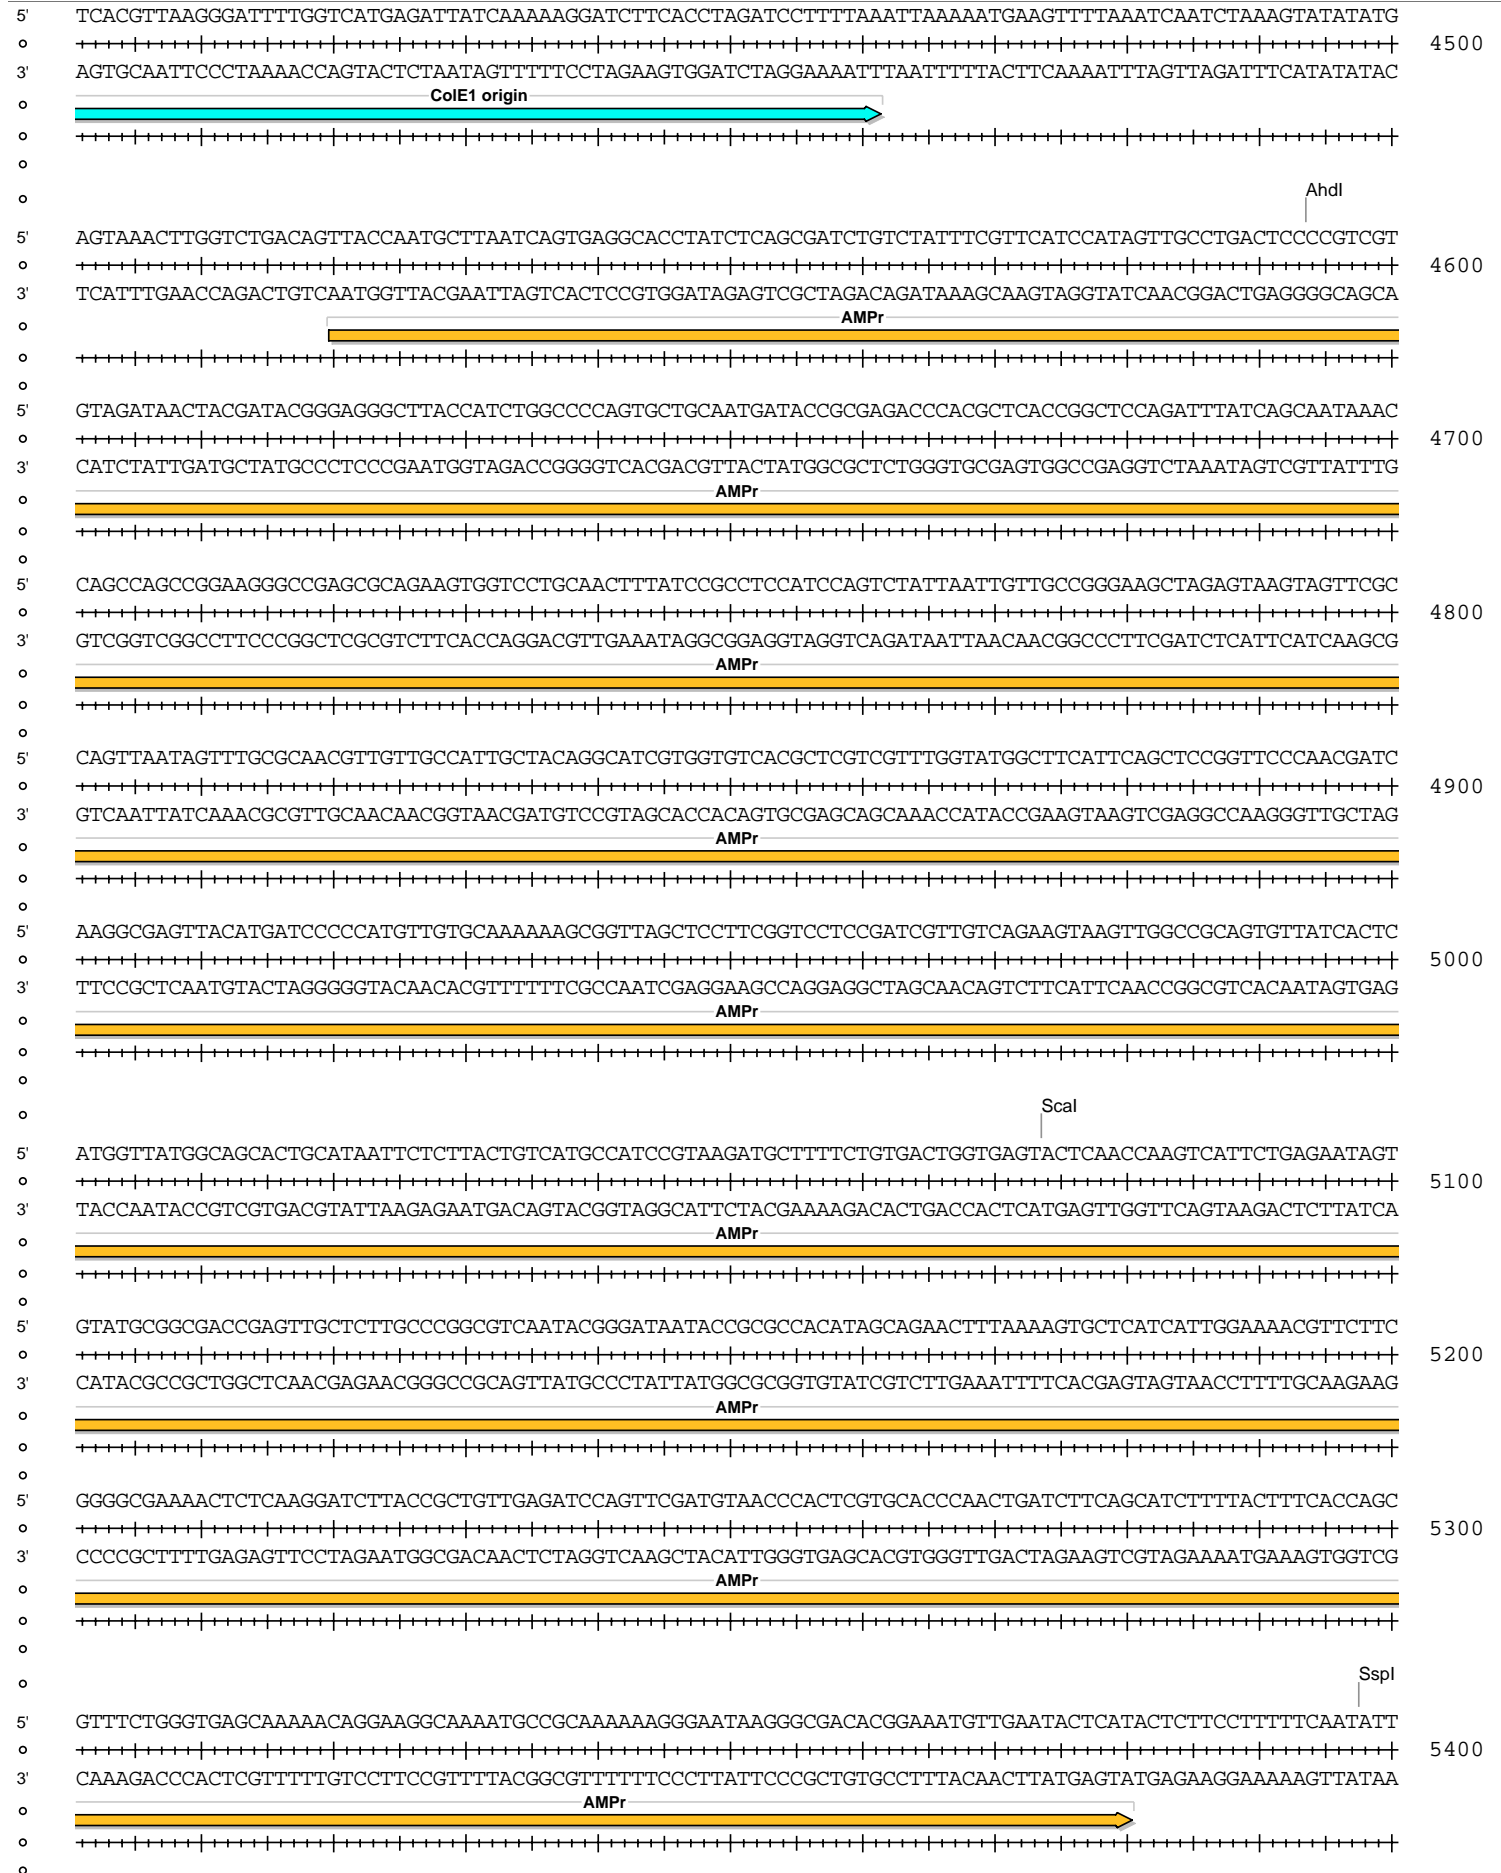 5' TCACGTTAAGGGATTTTGGTCATGAGATTATCAAAAAGGATCTTCACCTAGATCCTTTTAAATTAAAAATGAAGTTTTAAATCAATCTAAAGTATATATG
4500
3' AGTGCAATTCCCTAAAACCAGTACTCTAATAGTTTTTCCTAGAAGTGGATCTAGGAAAATTTAATTTTTACTTCAAAATTTAGTTAGATTTCATATATAC
ColE1 origin
AhdI
5' AGTAAACTTGGTCTGACAGTTACCAATGCTTAATCAGTGAGGCACCTATCTCAGCGATCTGTCTATTTCGTTCATCCATAGTTGCCTGACTCCCCGTCGT
4600
3' TCATTTGAACCAGACTGTCAATGGTTACGAATTAGTCACTCCGTGGATAGAGTCGCTAGACAGATAAAGCAAGTAGGTATCAACGGACTGAGGGGCAGCA
AMPr
5' GTAGATAACTACGATACGGGAGGGCTTACCATCTGGCCCCAGTGCTGCAATGATACCGCGAGACCCACGCTCACCGGCTCCAGATTTATCAGCAATAAAC
4700
3' CATCTATTGATGCTATGCCCTCCCGAATGGTAGACCGGGGTCACGACGTTACTATGGCGCTCTGGGTGCGAGTGGCCGAGGTCTAAATAGTCGTTATTTG
AMPr
5' CAGCCAGCCGGAAGGGCCGAGCGCAGAAGTGGTCCTGCAACTTTATCCGCCTCCATCCAGTCTATTAATTGTTGCCGGGAAGCTAGAGTAAGTAGTTCGC
4800
3' GTCGGTCGGCCTTCCCGGCTCGCGTCTTCACCAGGACGTTGAAATAGGCGGAGGTAGGTCAGATAATTAACAACGGCCCTTCGATCTCATTCATCAAGCG
AMPr
5' CAGTTAATAGTTTGCGCAACGTTGTTGCCATTGCTACAGGCATCGTGGTGTCACGCTCGTCGTTTGGTATGGCTTCATTCAGCTCCGGTTCCCAACGATC
4900
3' GTCAATTATCAAACGCGTTGCAACAACGGTAACGATGTCCGTAGCACCACAGTGCGAGCAGCAAACCATACCGAAGTAAGTCGAGGCCAAGGGTTGCTAG
AMPr
5' AAGGCGAGTTACATGATCCCCCATGTTGTGCAAAAAAGCGGTTAGCTCCTTCGGTCCTCCGATCGTTGTCAGAAGTAAGTTGGCCGCAGTGTTATCACTC
5000
3' TTCCGCTCAATGTACTAGGGGGTACAACACGTTTTTTCGCCAATCGAGGAAGCCAGGAGGCTAGCAACAGTCTTCATTCAACCGGCGTCACAATAGTGAG
AMPr
ScaI
5' ATGGTTATGGCAGCACTGCATAATTCTCTTACTGTCATGCCATCCGTAAGATGCTTTTCTGTGACTGGTGAGTACTCAACCAAGTCATTCTGAGAATAGT
5100
3' TACCAATACCGTCGTGACGTATTAAGAGAATGACAGTACGGTAGGCATTCTACGAAAAGACACTGACCACTCATGAGTTGGTTCAGTAAGACTCTTATCA
AMPr
5' GTATGCGGCGACCGAGTTGCTCTTGCCCGGCGTCAATACGGGATAATACCGCGCCACATAGCAGAACTTTAAAAGTGCTCATCATTGGAAAACGTTCTTC
5200
3' CATACGCCGCTGGCTCAACGAGAACGGGCCGCAGTTATGCCCTATTATGGCGCGGTGTATCGTCTTGAAATTTTCACGAGTAGTAACCTTTTGCAAGAAG
AMPr
5' GGGGCGAAAACTCTCAAGGATCTTACCGCTGTTGAGATCCAGTTCGATGTAACCCACTCGTGCACCCAACTGATCTTCAGCATCTTTTACTTTCACCAGC
5300
3' CCCCGCTTTTGAGAGTTCCTAGAATGGCGACAACTCTAGGTCAAGCTACATTGGGTGAGCACGTGGGTTGACTAGAAGTCGTAGAAAATGAAAGTGGTCG
AMPr
SspI
5' GTTTCTGGGTGAGCAAAAACAGGAAGGCAAAATGCCGCAAAAAAGGGAATAAGGGCGACACGGAAATGTTGAATACTCATACTCTTCCTTTTTCAATATT
5400
3' CAAAGACCCACTCGTTTTTGTCCTTCCGTTTTACGGCGTTTTTTCCCTTATTCCCGCTGTGCCTTTACAACTTATGAGTATGAGAAGGAAAAAGTTATAA
AMPr